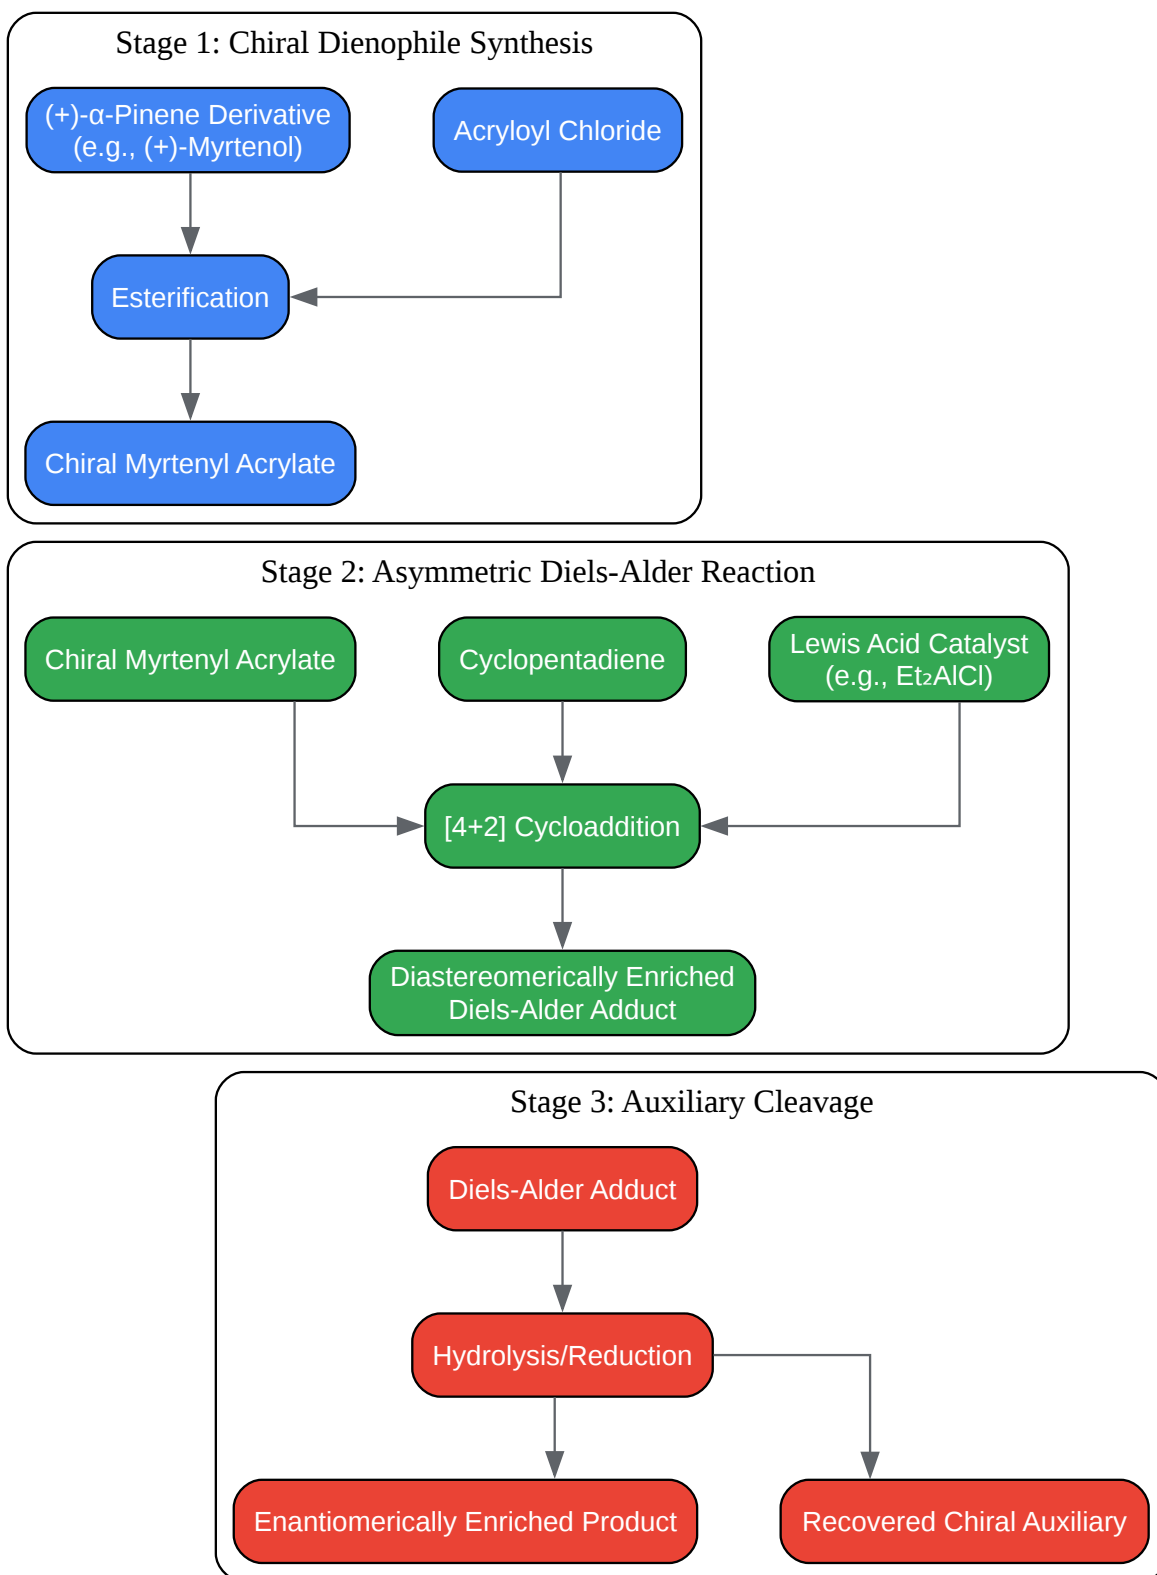 Stage 1: Chiral Dienophile Synthesis
(+)-α-Pinene Derivative
(e.g., (+)-Myrtenol)
Acryloyl Chloride
Esterification
Chiral Myrtenyl Acrylate
Stage 2: Asymmetric Diels-Alder Reaction
Chiral Myrtenyl Acrylate
Cyclopentadiene
Lewis Acid Catalyst
(e.g., Et₂AlCl)
[4+2] Cycloaddition
Diastereomerically Enriched
Diels-Alder Adduct
Stage 3: Auxiliary Cleavage
Diels-Alder Adduct
Hydrolysis/Reduction
Enantiomerically Enriched Product
Recovered Chiral Auxiliary